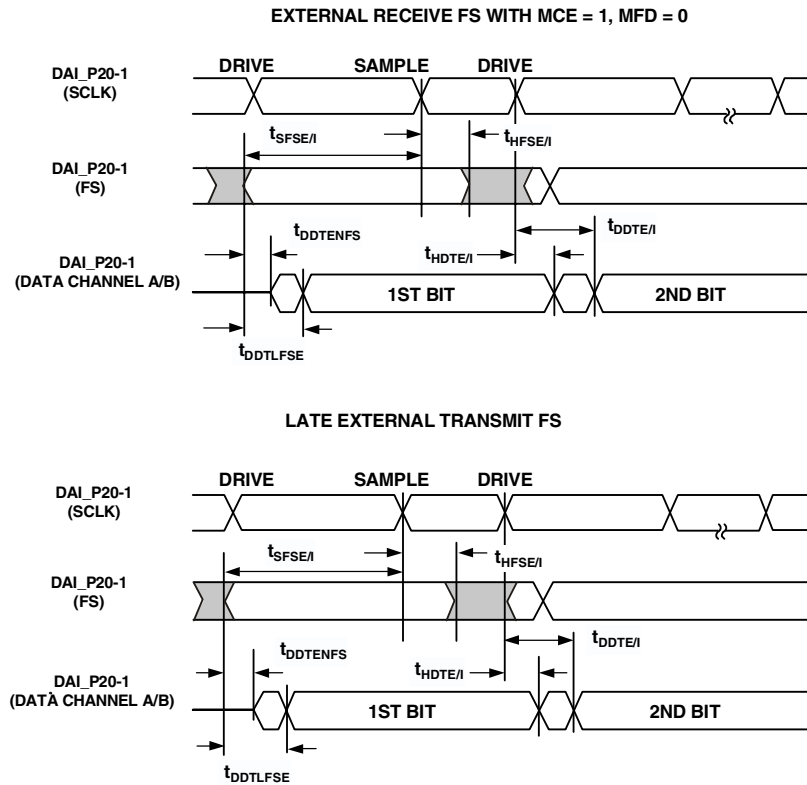 EXTERNAL RECEIVE FS WITH MCE = 1, MFD = 0
DRIVE SAMPLE DRIVE
DAI_P20-1
(SCLK)
tSFSE/I tHFSE/I
DAI_P20-1
(FS)
tDDTENFS tHDTE/I tDDTE/I
DAI_P20-1
(DATA CHANNEL A/B)
1ST BIT 2ND BIT
tDDTLFSE
LATE EXTERNAL TRANSMIT FS
DRIVE SAMPLE DRIVE
DAI_P20-1
(SCLK)
tSFSE/I tHFSE/I
DAI_P20-1
(FS)
tDDTENFS tHDTE/I tDDTE/I
DAI_P20-1
(DATA CHANNEL A/B)
1ST BIT 2ND BIT
tDDTLFSE